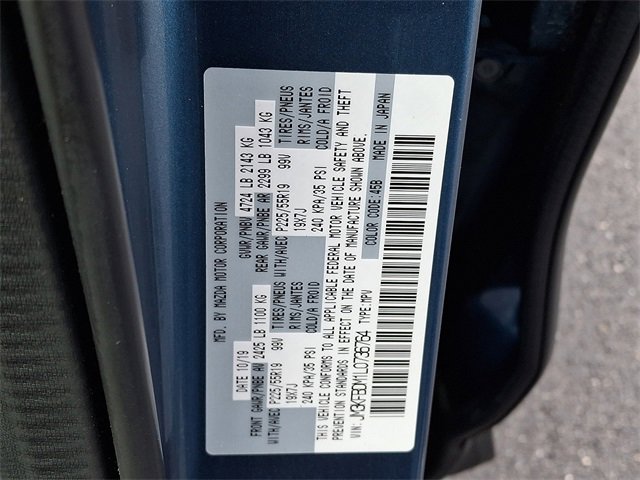 MFD. BY MAZDA MOTOR CORPORATION
DATE 10/19 GVWR/PNBV 4724 LB 2143 KG
FRONT GAWR/PNBE AV 2425 LB 1100 KG REAR GAWR/PNBE AR 2299 LB 1043 KG
WITH/AVEC P225/55R19 99V TIRES/PNEUS WITH/AVEC P225/55R19 99V TIRES/PNEUS
19X7J RIMS/JANTES 19X7J RIMS/JANTES
240 KPA/35 PSI COLD/A FROID 240 KPA/35 PSI COLD/A FROID
THIS VEHICLE CONFORMS TO ALL APPLICABLE FEDERAL MOTOR VEHICLE SAFETY AND THEFT
PREVENTION STANDARDS IN EFFECT ON THE DATE OF MANUFACTURE SHOWN ABOVE.
VIN: TYPE:MPV COLOR CODE:45B MADE IN JAPAN